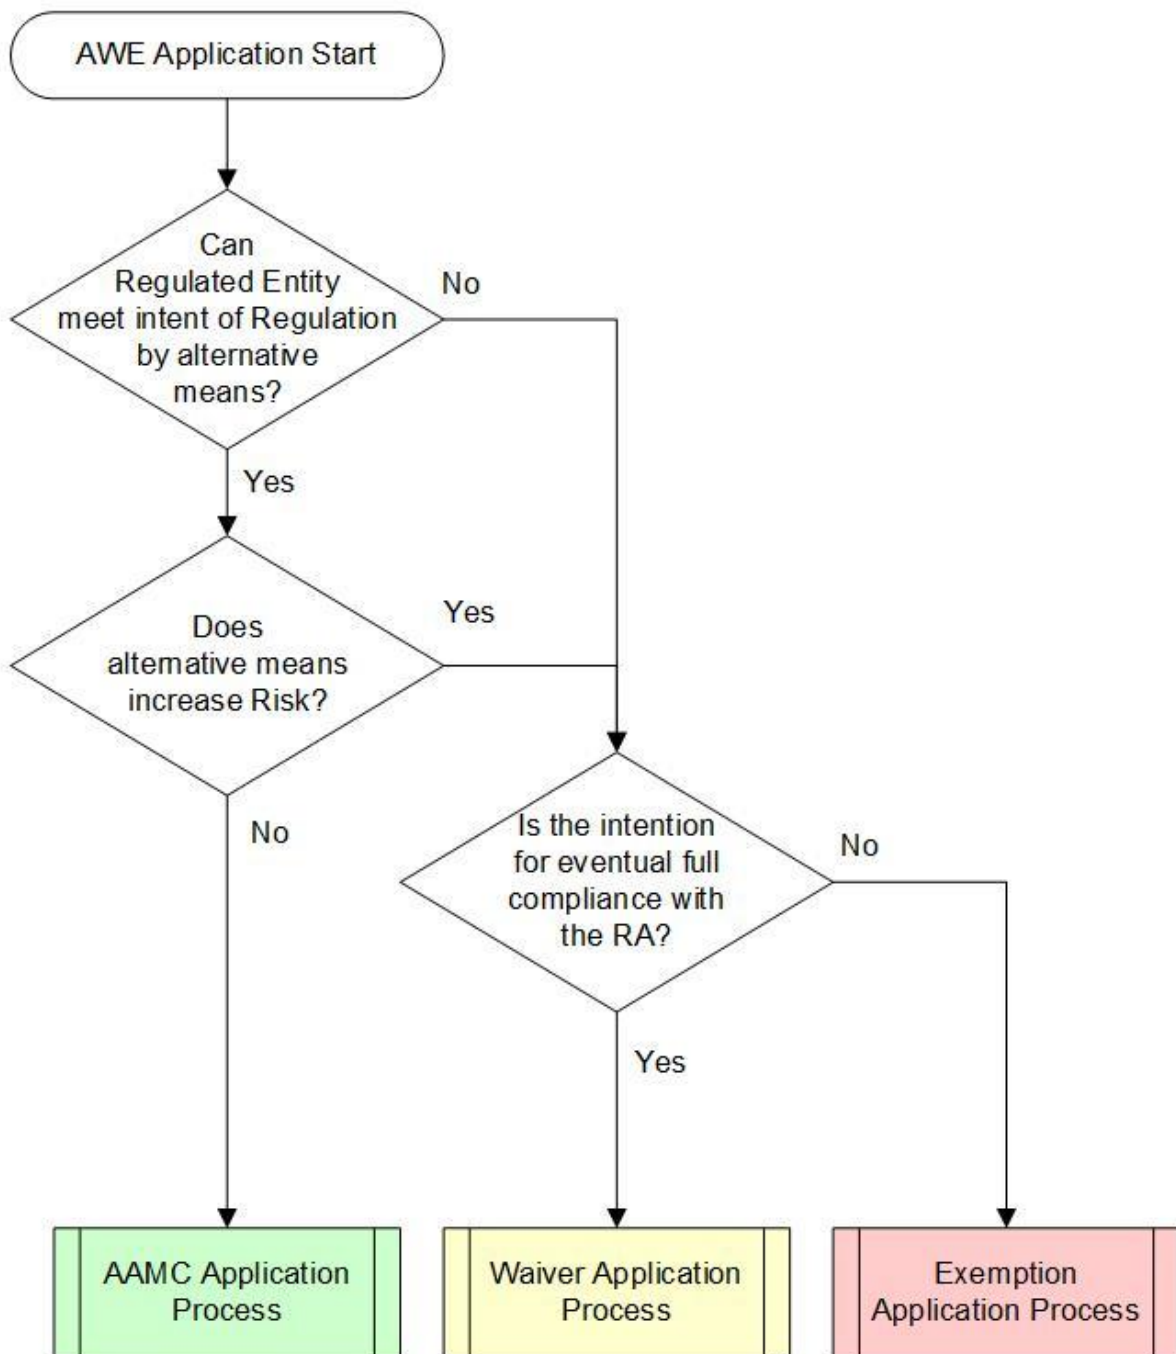 AWE Application Start
Can
Regulated Entity
meet intent of Regulation
by alternative
means?
No
Yes
Does
alternative means
increase Risk?
Yes
No
Is the intention
for eventual full
compliance with
the RA?
No
Yes
AAMC Application
Process
Waiver Application
Process
Exemption
Application Process